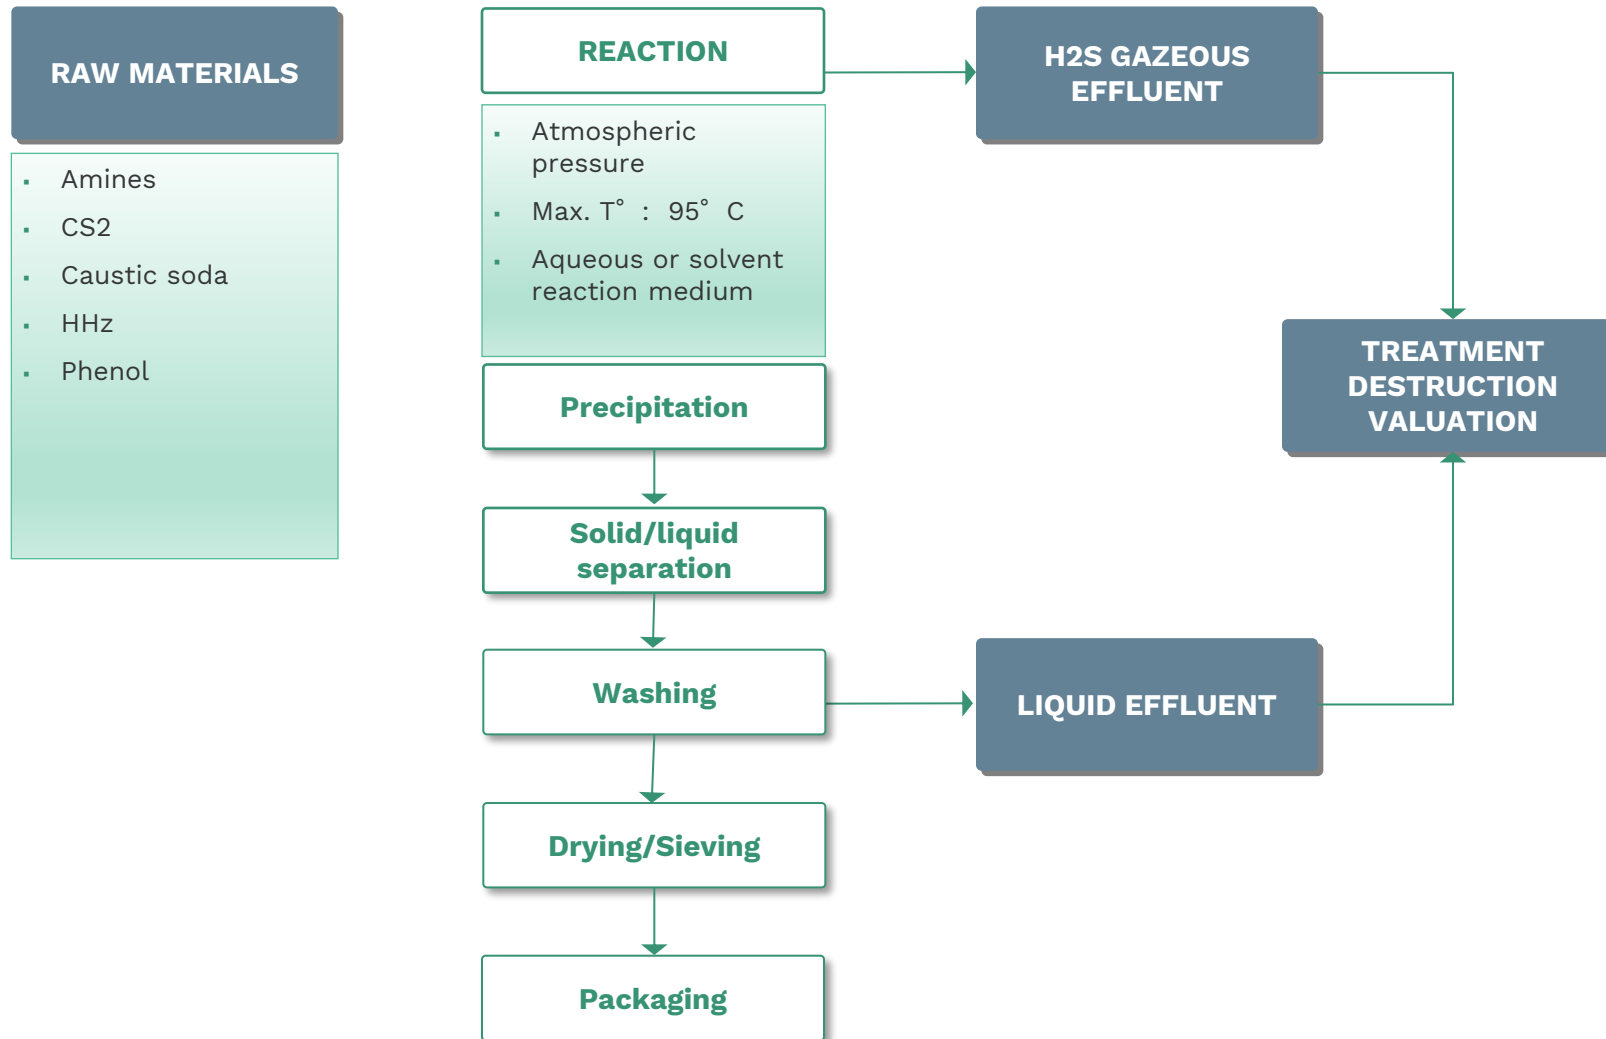 RAW MATERIALS
Amines
CS2
Caustic soda
HHz
Phenol
REACTION
Atmospheric
pressure
Max. T° : 95° C
Aqueous or solvent
reaction medium
Precipitation
Solid/liquid
separation
Washing
Drying/Sieving
Packaging
H2S GAZEOUS
EFFLUENT
TREATMENT
DESTRUCTION
VALUATION
LIQUID EFFLUENT